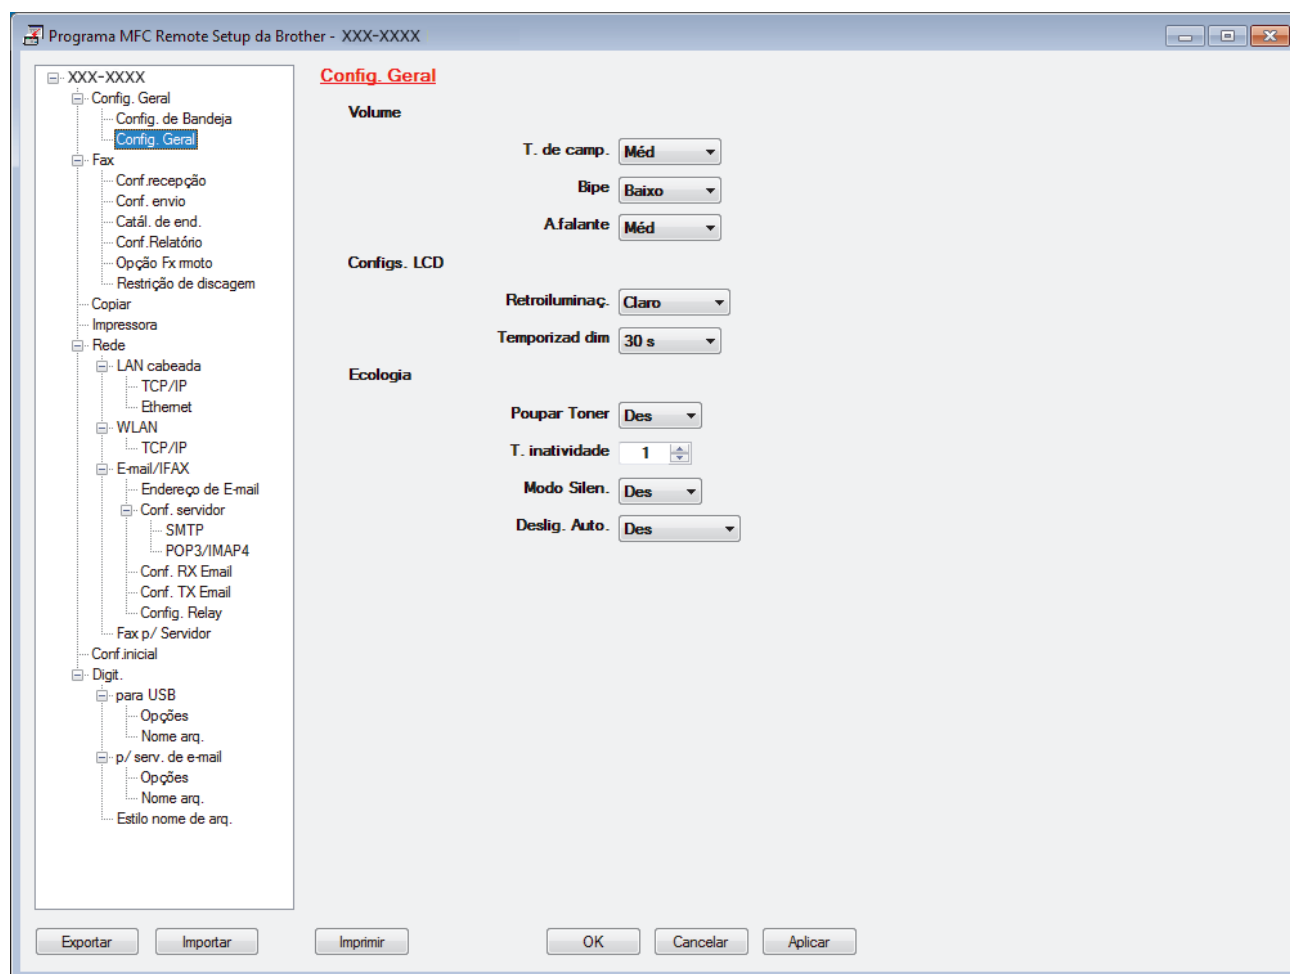 Programa MFC Remote Setup da Brother - XXX-XXXX
XXX-XXXX
Config. Geral
Config. de Bandeja
Config. Geral
Fax
Conf.recepção
Conf. envio
Catál. de end.
Conf.Relatório
Opção Fx rmoto
Restrição de discagem
Copiar
Impressora
Rede
LAN cabeada
TCP/IP
Ethernet
WLAN
TCP/IP
E-mail/IFAX
Endereço de E-mail
Conf. servidor
SMTP
POP3/IMAP4
Conf. RX Email
Conf. TX Email
Config. Relay
Fax p/ Servidor
Conf.inicial
Digit.
para USB
Opções
Nome arq.
p/ serv. de e-mail
Opções
Nome arq.
Estilo nome de arq.
Config. Geral
Volume
T. de camp. Méd
Bipe Baixo
A.falante Méd
Configs. LCD
Retroiluminaç. Claro
Temporizad dim 30 s
Ecologia
Poupar Toner Des
T. inatividade 1
Modo Silen. Des
Deslig. Auto. Des
Exportar Importar Imprimir OK Cancelar Aplicar